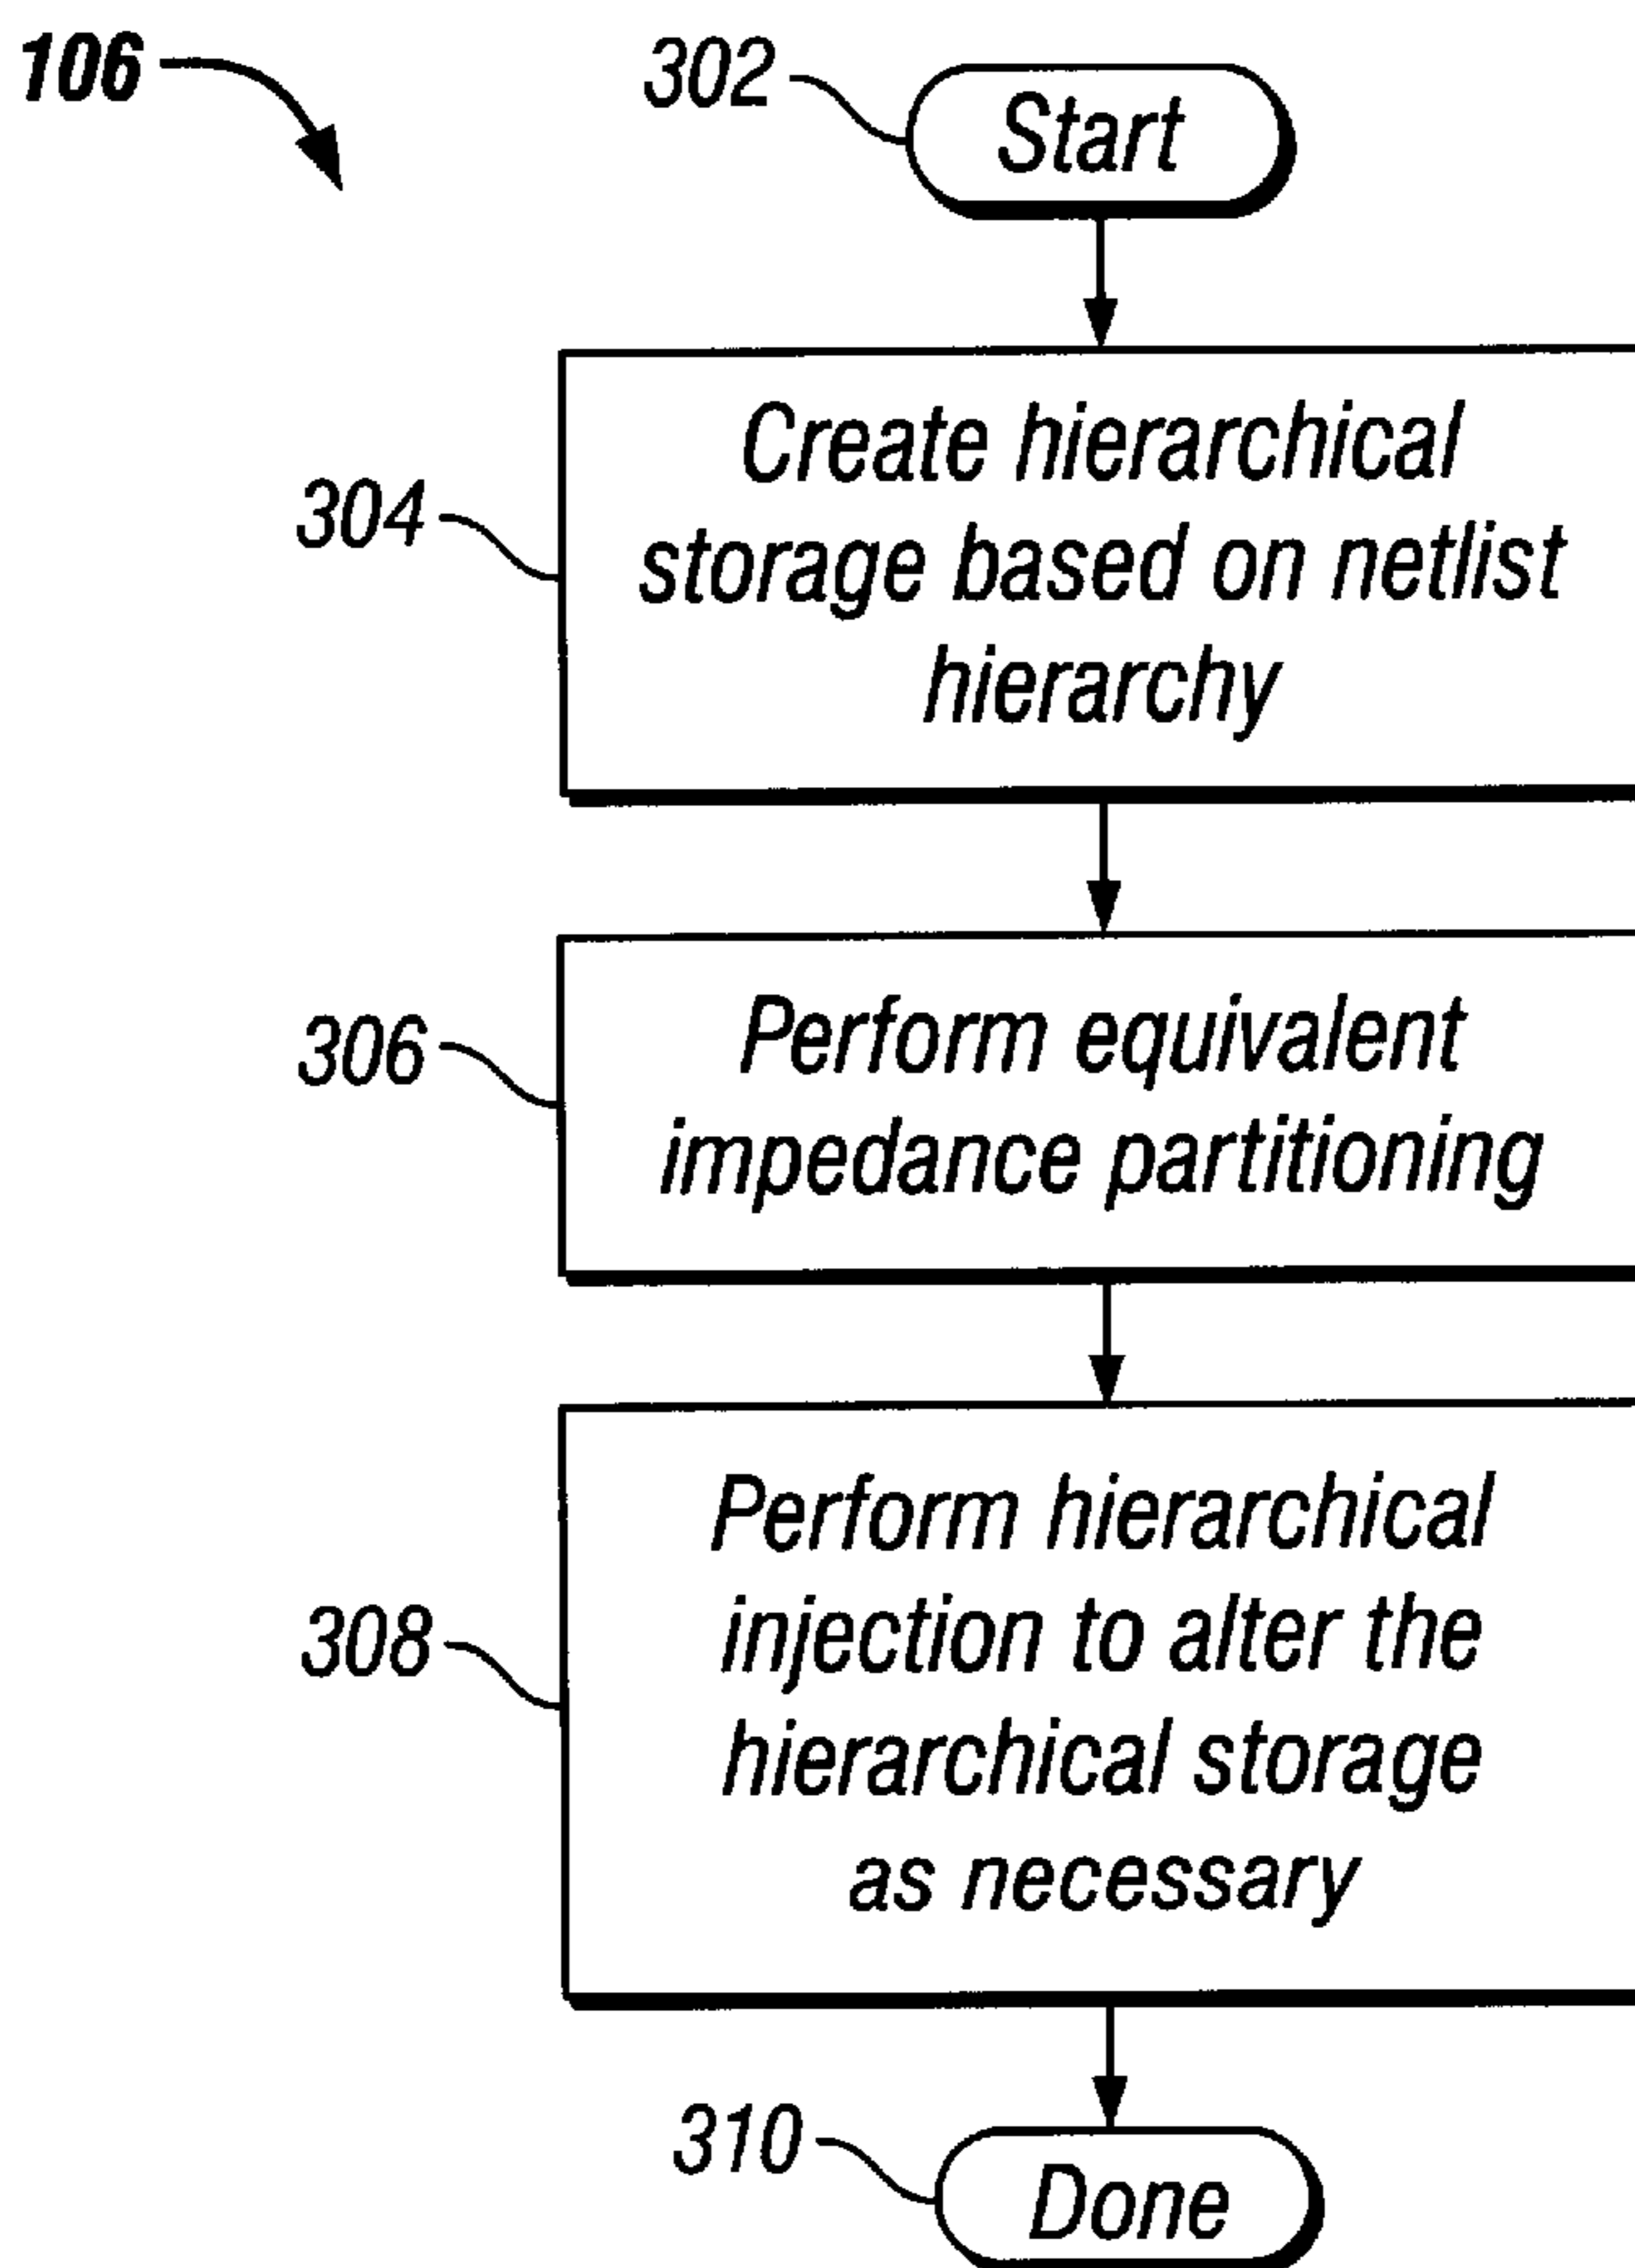 106
302
Start
304
Create hierarchical
storage based on netlist
hierarchy
306
Perform equivalent
impedance partitioning
308
Perform hierarchical
injection to alter the
hierarchical storage
as necessary
310
Done